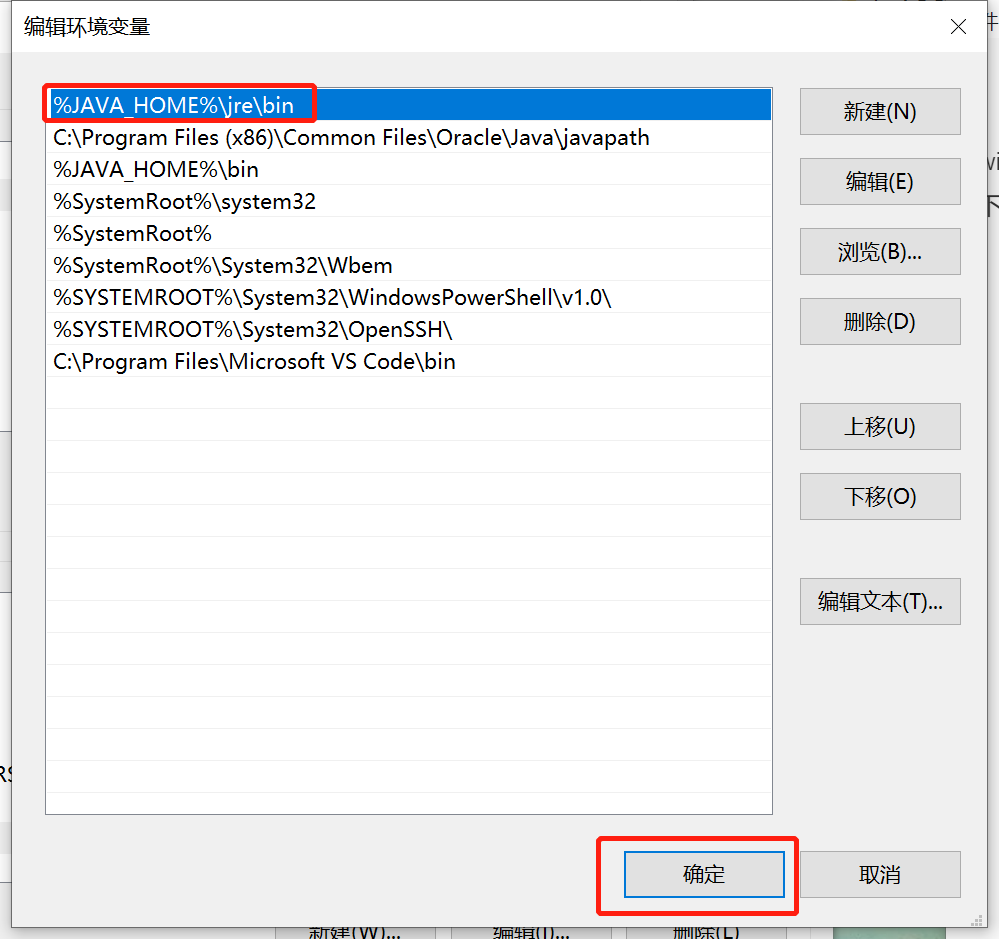 编辑环境变量
件
%JAVA_HOME%\jre\bin
C:\Program Files (x86)\Common Files\Oracle\Java\javapath
%JAVA_HOME%\bin
%SystemRoot%\system32
%SystemRoot%
%SystemRoot%\System32\Wbem
%SYSTEMROOT%\System32\WindowsPowerShell\v1.0\
%SYSTEMROOT%\System32\OpenSSH\
C:\Program Files\Microsoft VS Code\bin
新建(N)
编辑(E)
浏览(B)...
删除(D)
上移(U)
下移(O)
编辑文本(T)...
确定
取消
新建(W)...
编辑(I)...
删除(L)